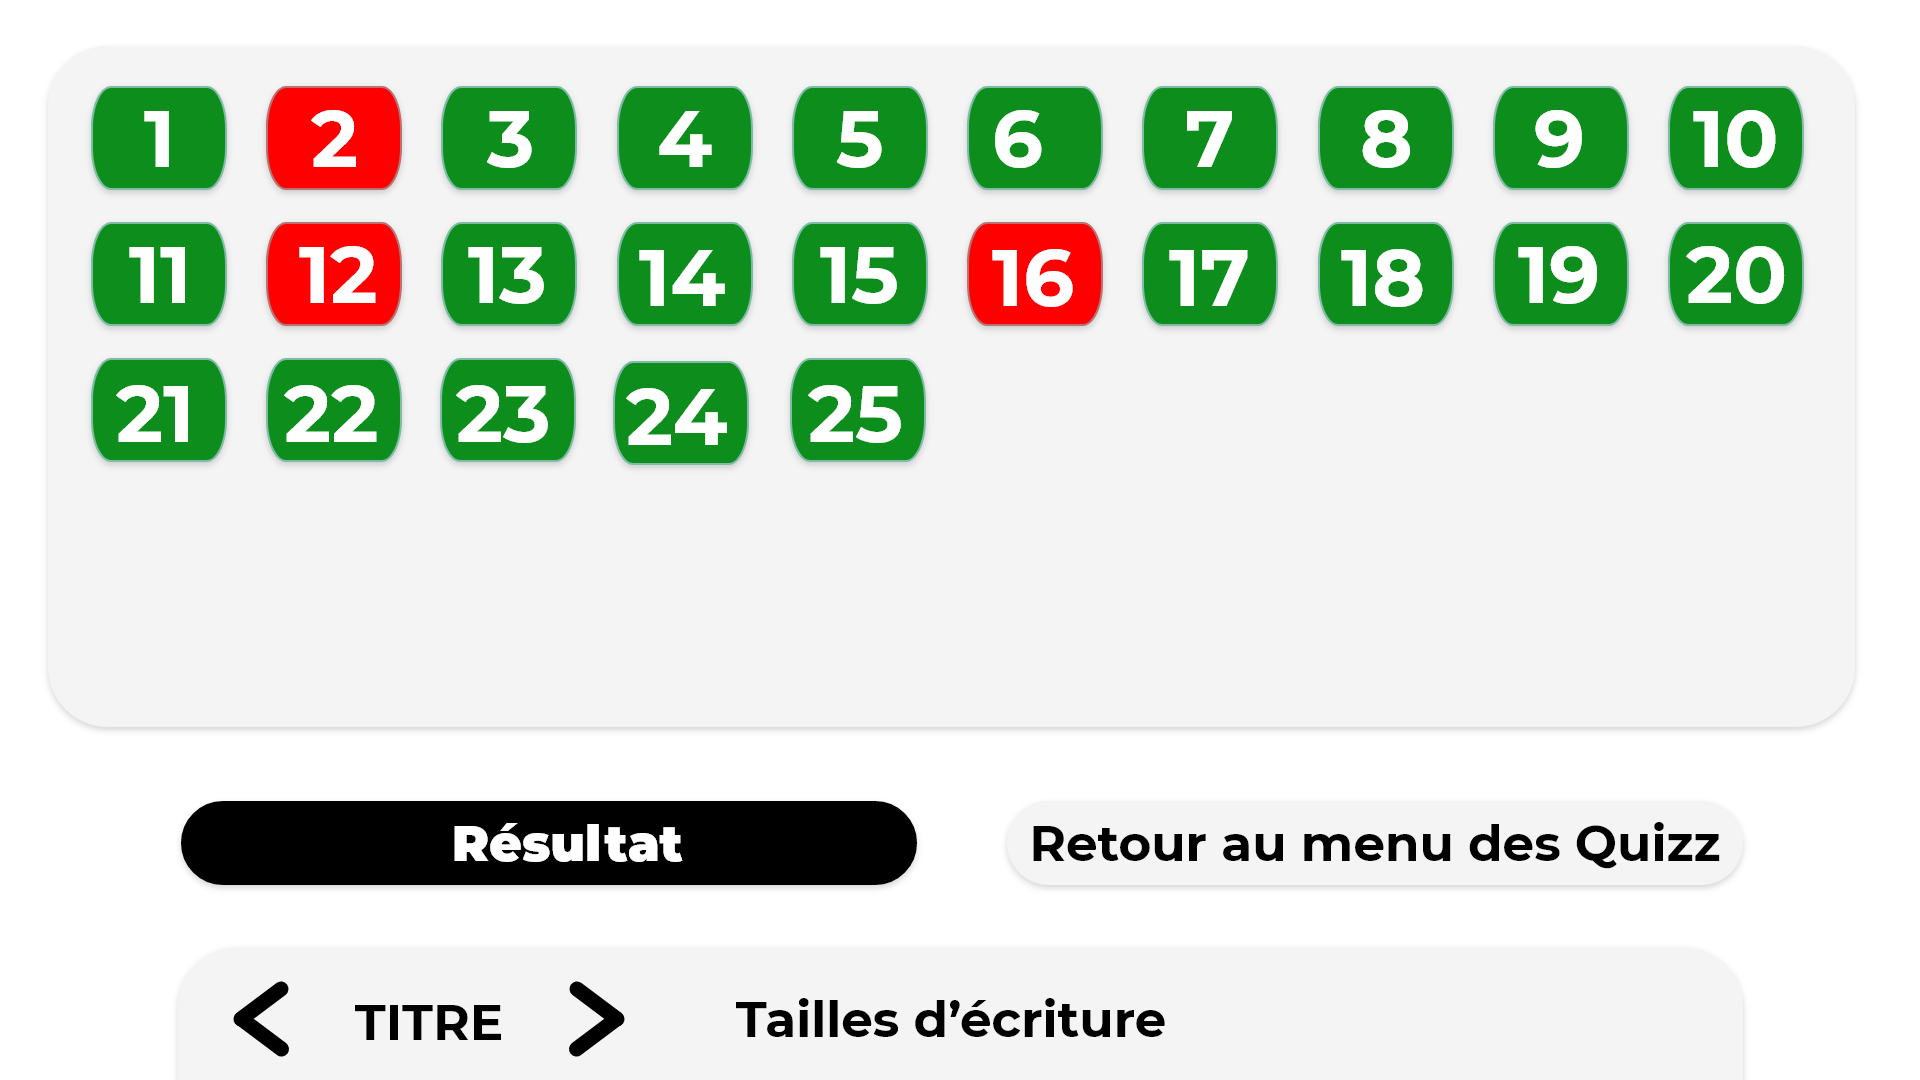 1 2 3 4 5 6 7 8 9 10
11 12 13 14 15 16 17 18 19 20
21 22 23 24 25
Résultat
Retour au menu des Quizz
TITRE
Tailles d’écriture